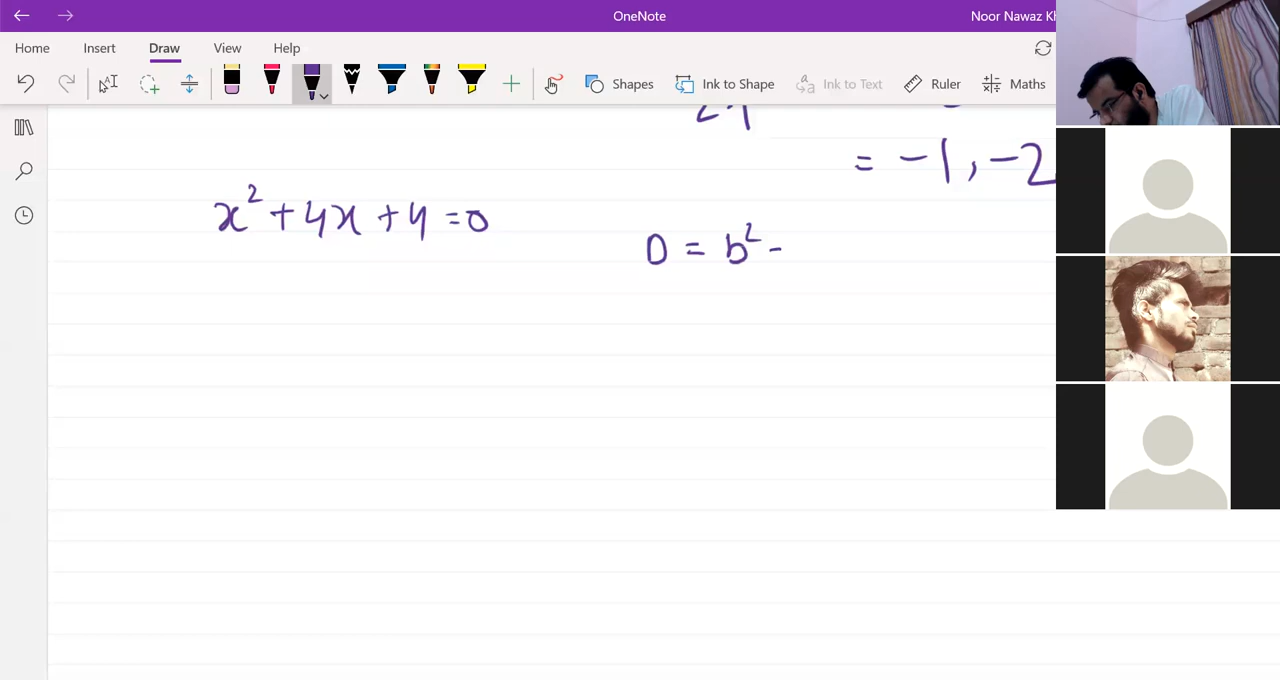 OneNote
Noor Nawaz
Home Insert Draw View Help
Shapes Ink to Shape Ink to Text Ruler Maths
= -1, -2
x² + 4x + 4 = 0
D = b² -